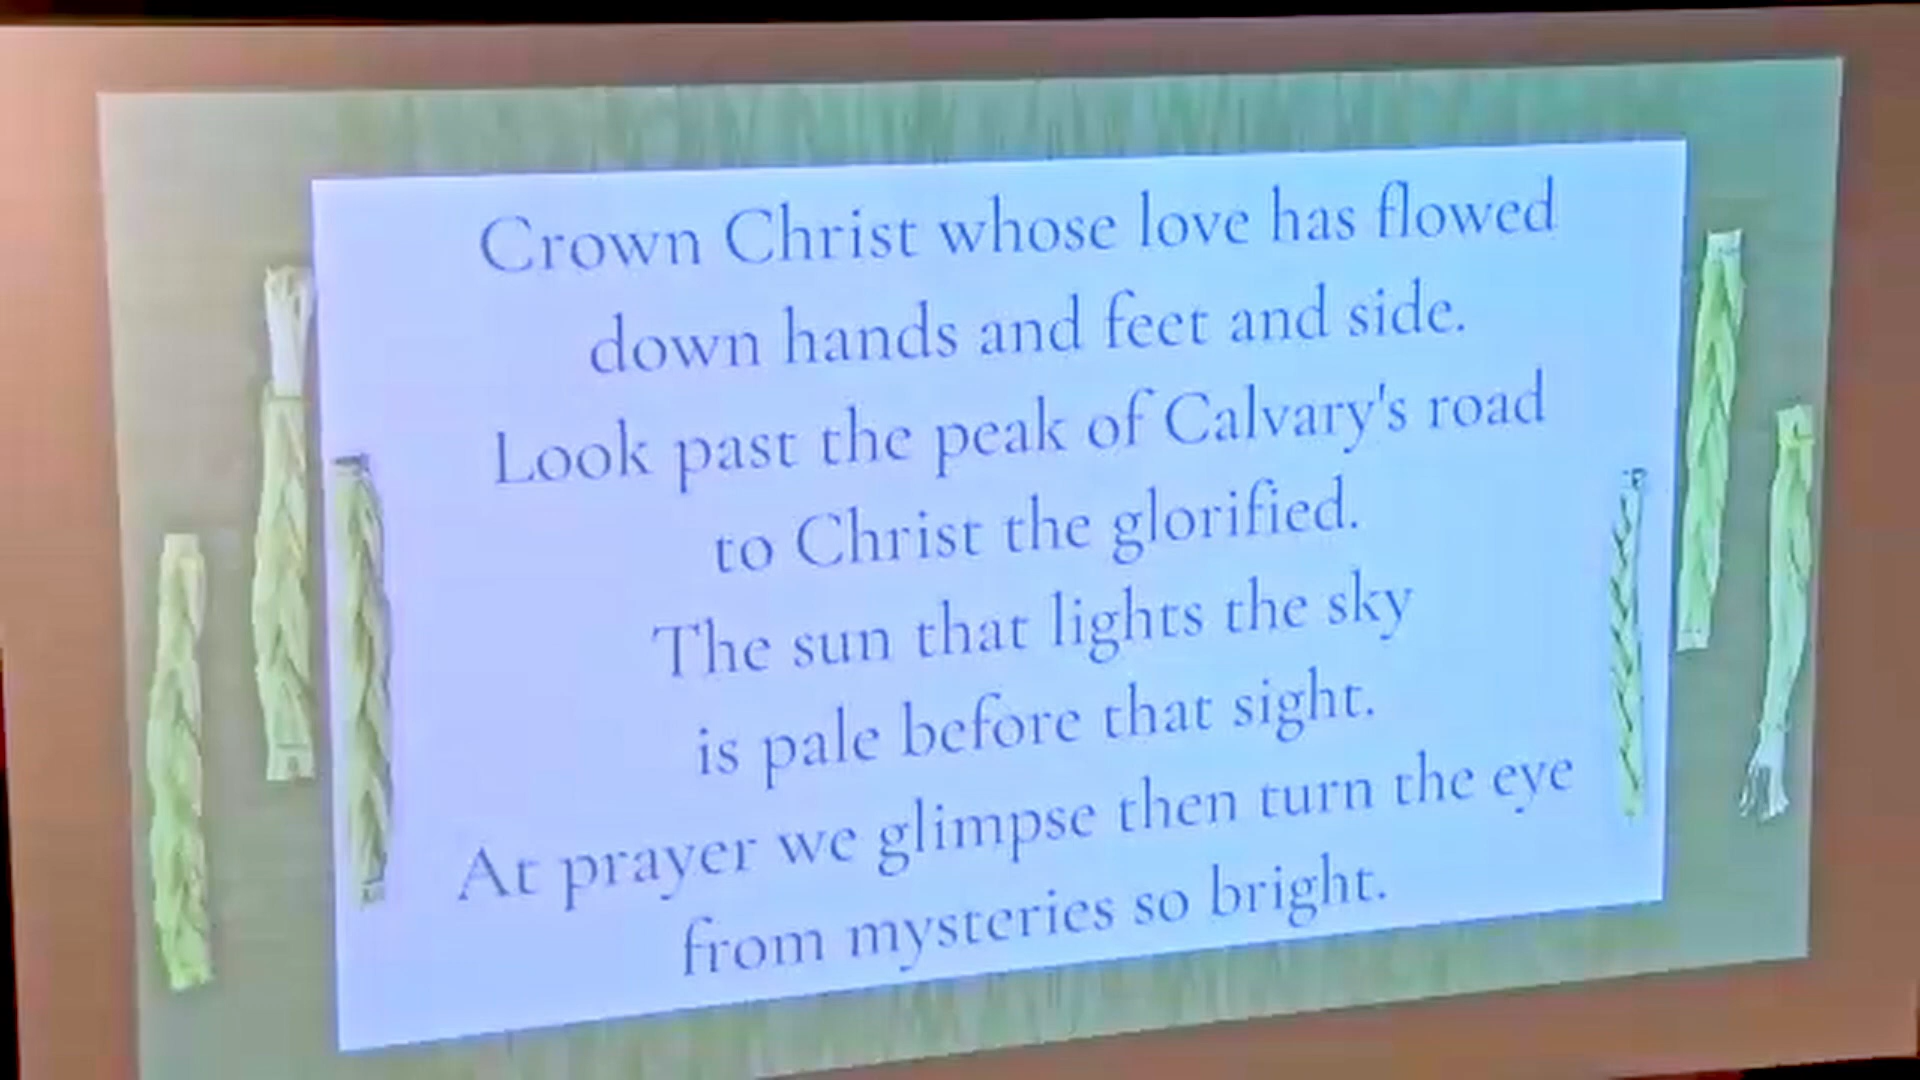 Crown Christ whose love has flowed
down hands and feet and side.
Look past the peak of Calvary's road
to Christ the glorified.
The sun that lights the sky
is pale before that sight.
At prayer we glimpse then turn the eye
from mysteries so bright.